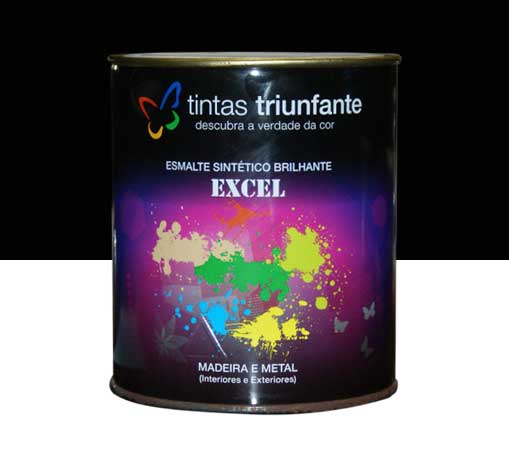 tintas triunfante
descubra a verdade da cor
ESMALTE SINTÉTICO BRILHANTE
EXCEL
MADEIRA E METAL
(Interiores e Exteriores)